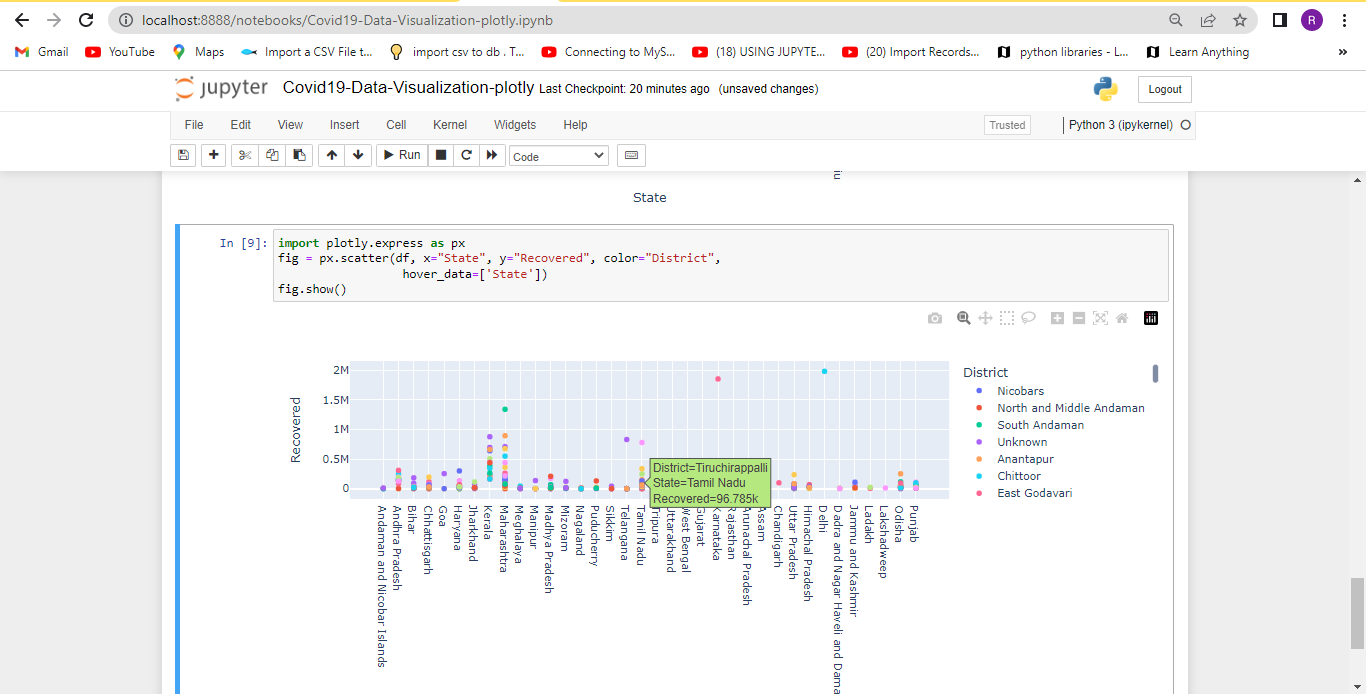 localhost:8888/notebooks/Covid19-Data-Visualization-plotly.ipynb
R
Gmail YouTube Maps Import a CSV File t... import csv to db . T... Connecting to MyS... (18) USING JUPYTE... (20) Import Records... python libraries - L... Learn Anything »
jupyter Covid19-Data-Visualization-plotly Last Checkpoint: 20 minutes ago (unsaved changes) Logout
File Edit View Insert Cell Kernel Widgets Help Trusted Python 3 (ipykernel)
Run Code
State
In [9]: import plotly.express as px
fig = px.scatter(df, x="State", y="Recovered", color="District",
hover_data=['State'])
fig.show()
Recovered
2M
1.5M
1M
0.5M
0
District=Tiruchirappalli
State=Tamil Nadu
Recovered=96.785k
District
Nicobars
North and Middle Andaman
South Andaman
Unknown
Anantapur
Chittoor
East Godavari
Andaman and Nicobar Islands
Andhra Pradesh
Bihar
Chhattisgarh
Goa
Haryana
Jharkhand
Kerala
Maharashtra
Meghalaya
Manipur
Madhya Pradesh
Mizoram
Nagaland
Puducherry
Sikkim
Telangana
Tamil Nadu
Tripura
Uttarakhand
West Bengal
Gujarat
Karnataka
Rajasthan
Arunachal Pradesh
Assam
Chandigarh
Uttar Pradesh
Himachal Pradesh
Delhi
Dadra and Nagar Haveli and Dama
Jammu and Kashmir
Ladakh
Lakshadweep
Odisha
Punjab